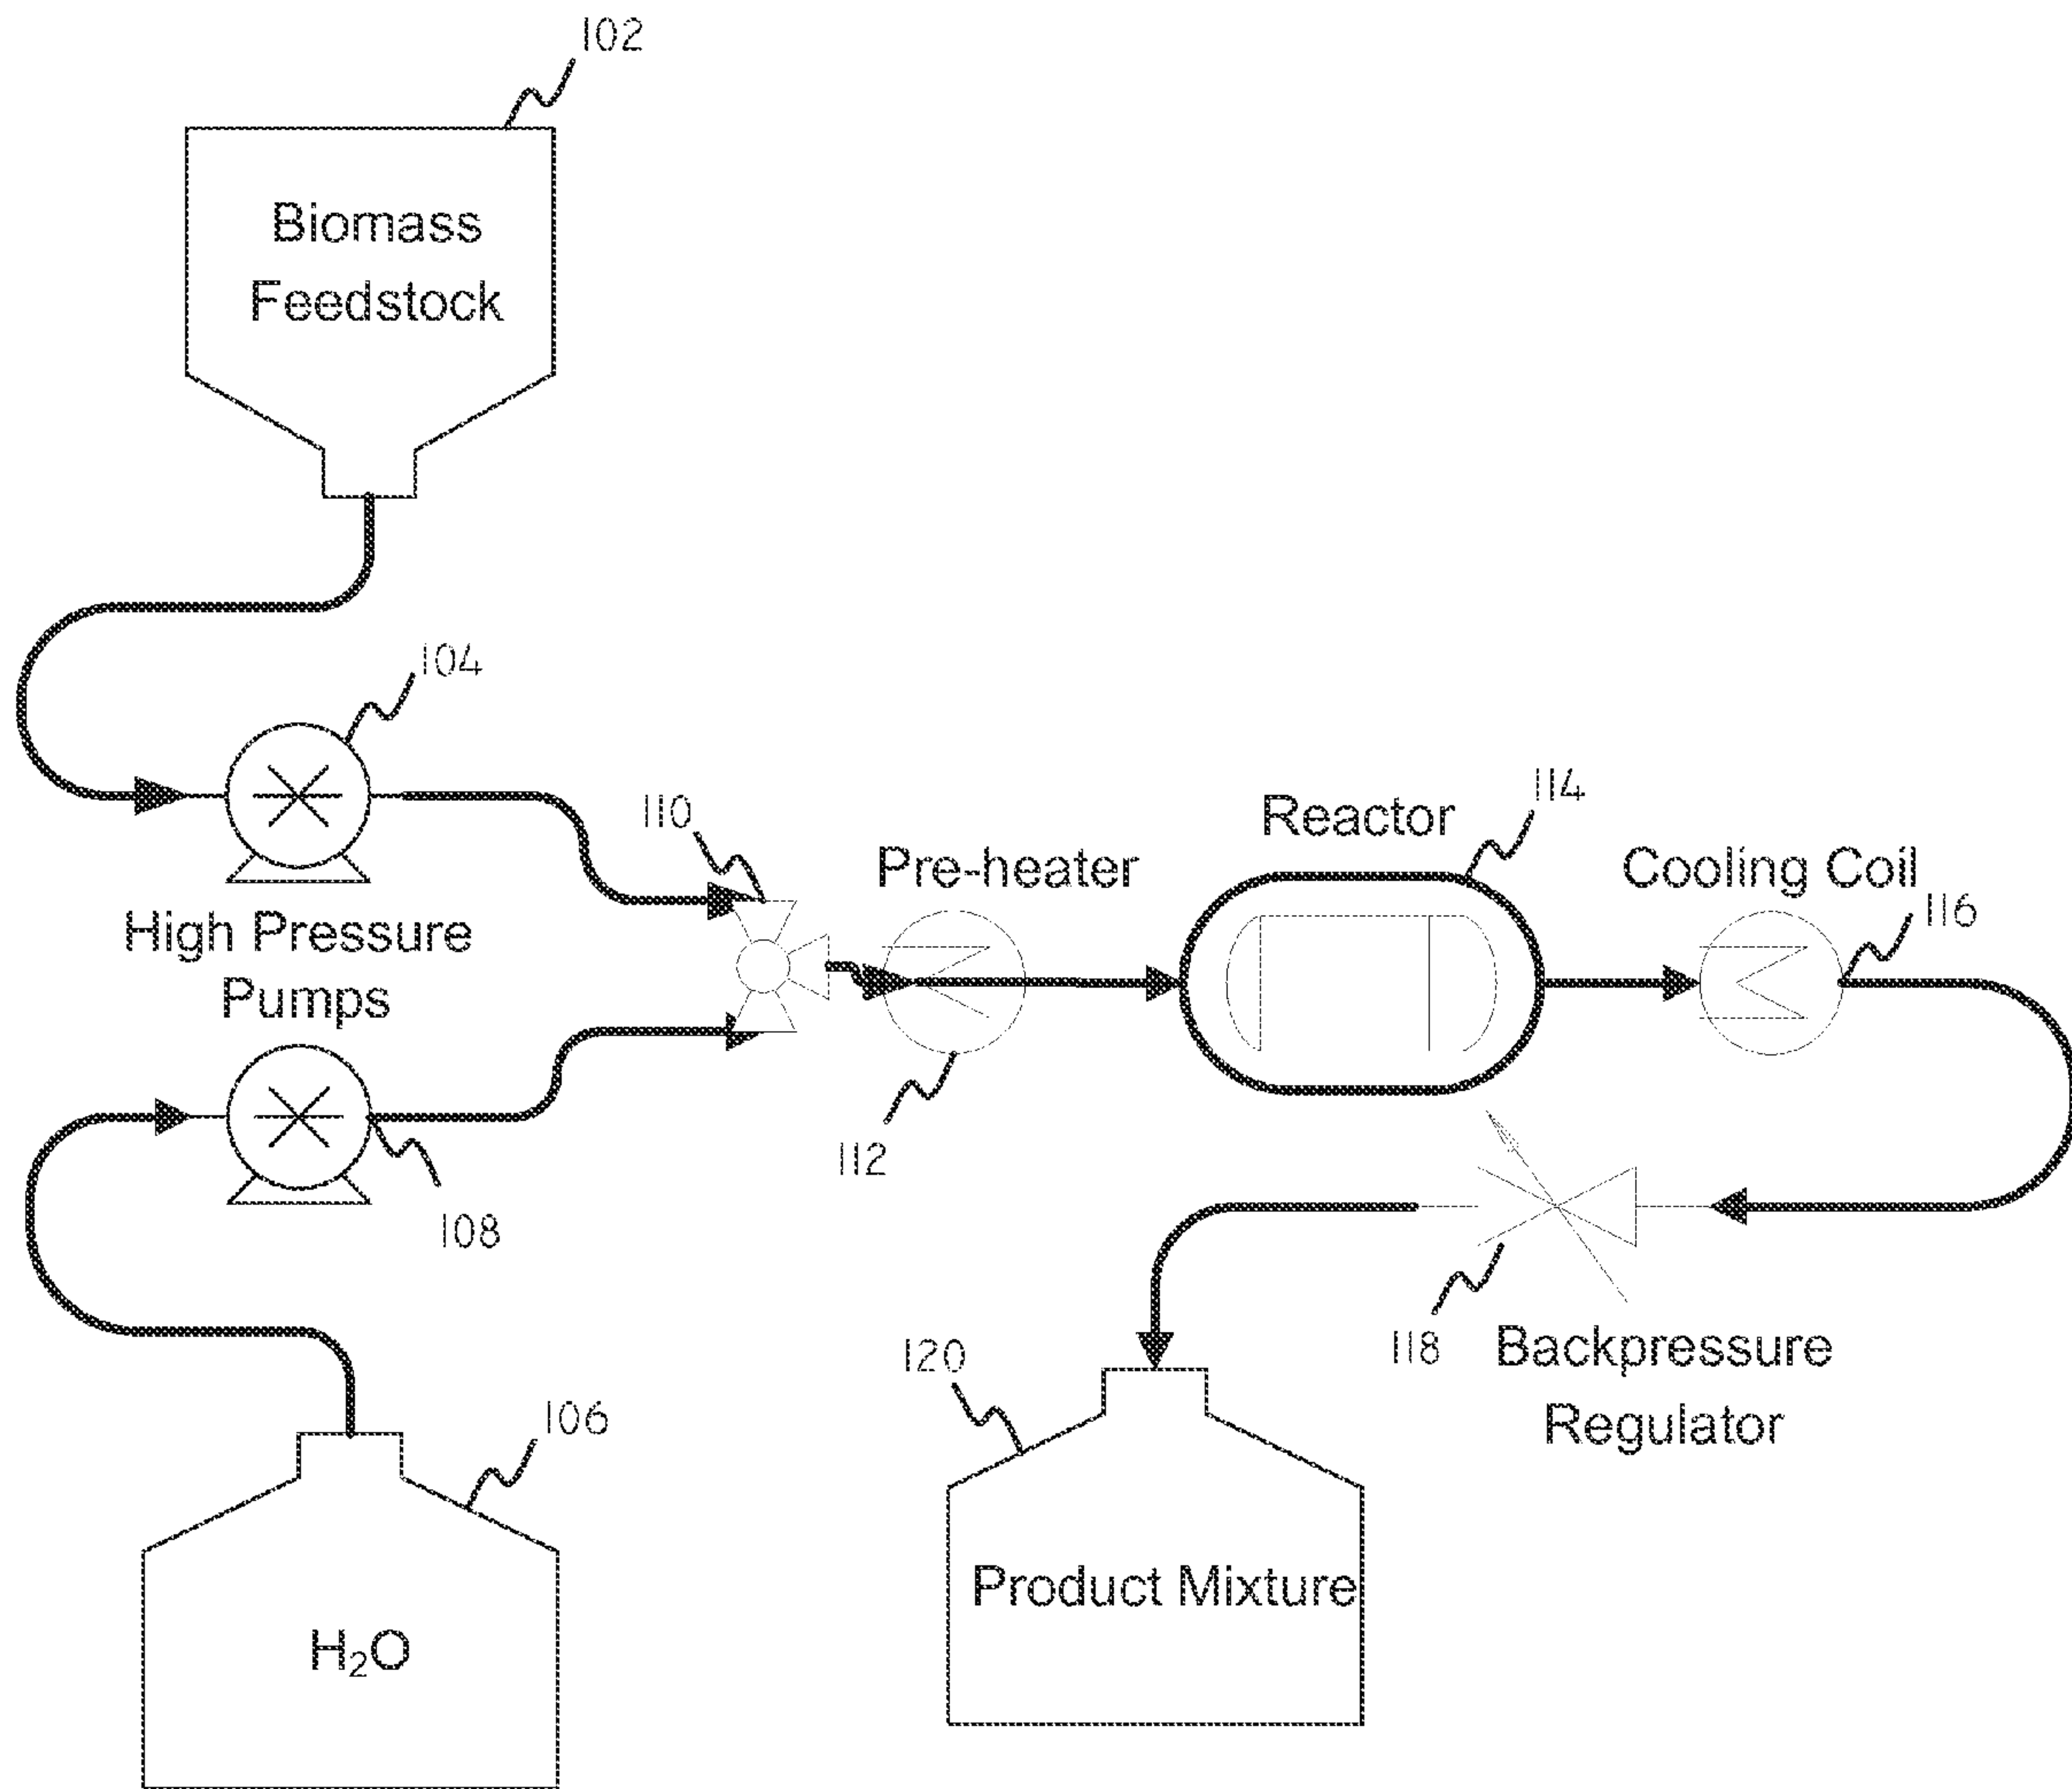 102
Biomass
Feedstock
104
High Pressure
Pumps
108
106
H₂O
110
Pre-heater
112
Reactor
114
Cooling Coil
116
118
Backpressure
Regulator
120
Product Mixture